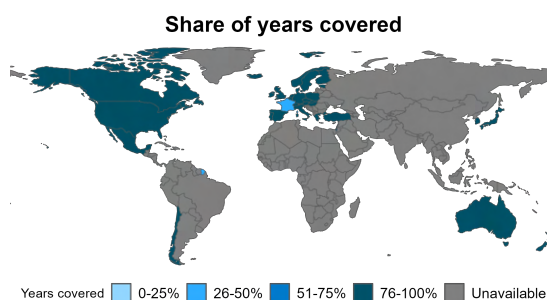 Share of years covered
Years covered 0-25% 26-50% 51-75% 76-100% Unavailable